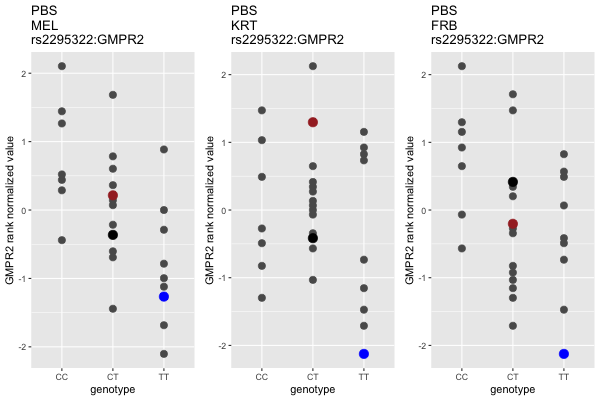 PBS
MEL
rs2295322:GMPR2
GMPR2 rank normalized value
2
1
0
-1
-2
CC
CT
TT
genotype
PBS
KRT
rs2295322:GMPR2
GMPR2 rank normalized value
2
1
0
-1
-2
CC
CT
TT
genotype
PBS
FRB
rs2295322:GMPR2
GMPR2 rank normalized value
2
1
0
-1
-2
CC
CT
TT
genotype